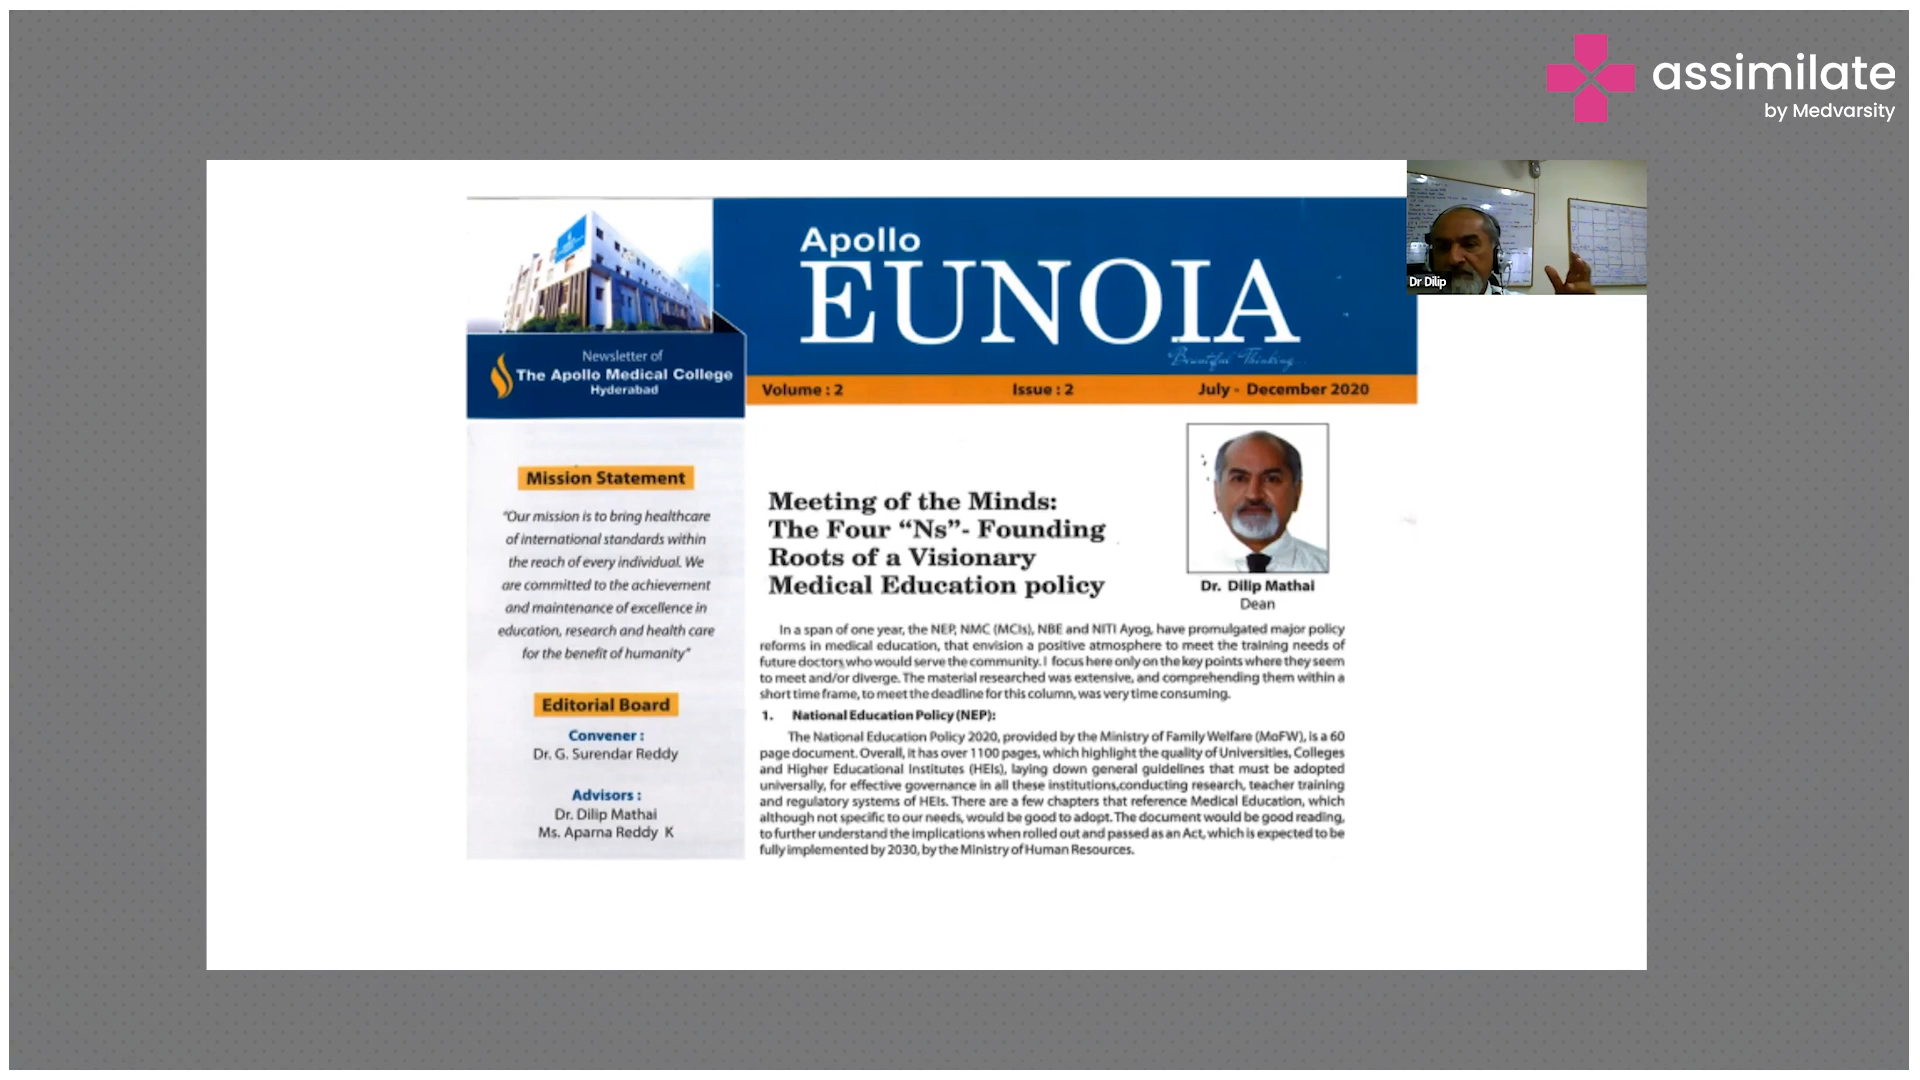 assimilate
by Medvarsity
Dr Dilip
Apollo
EUNOIA
Beautiful Thinking...
Newsletter of
The Apollo Medical College
Hyderabad
Volume : 2 Issue : 2 July - December 2020
Mission Statement
"Our mission is to bring healthcare
of international standards within
the reach of every individual. We
are committed to the achievement
and maintenance of excellence in
education, research and health care
for the benefit of humanity"
Editorial Board
Convener :
Dr. G. Surendar Reddy
Advisors :
Dr. Dilip Mathai
Ms. Aparna Reddy K
Meeting of the Minds:
The Four “Ns”- Founding
Roots of a Visionary
Medical Education policy
Dr. Dilip Mathai
Dean
In a span of one year, the NEP, NMC (MCIs), NBE and NITI Ayog, have promulgated major policy
reforms in medical education, that envision a positive atmosphere to meet the training needs of
future doctors who would serve the community. I focus here only on the key points where they seem
to meet and/or diverge. The material researched was extensive, and comprehending them within a
short time frame, to meet the deadline for this column, was very time consuming.
1. National Education Policy (NEP):
The National Education Policy 2020, provided by the Ministry of Family Welfare (MoFW), is a 60
page document. Overall, it has over 1100 pages, which highlight the quality of Universities, Colleges
and Higher Educational Institutes (HEIs), laying down general guidelines that must be adopted
universally, for effective governance in all these institutions,conducting research, teacher training
and regulatory systems of HEIs. There are a few chapters that reference Medical Education, which
although not specific to our needs, would be good to adopt. The document would be good reading,
to further understand the implications when rolled out and passed as an Act, which is expected to be
fully implemented by 2030, by the Ministry of Human Resources.